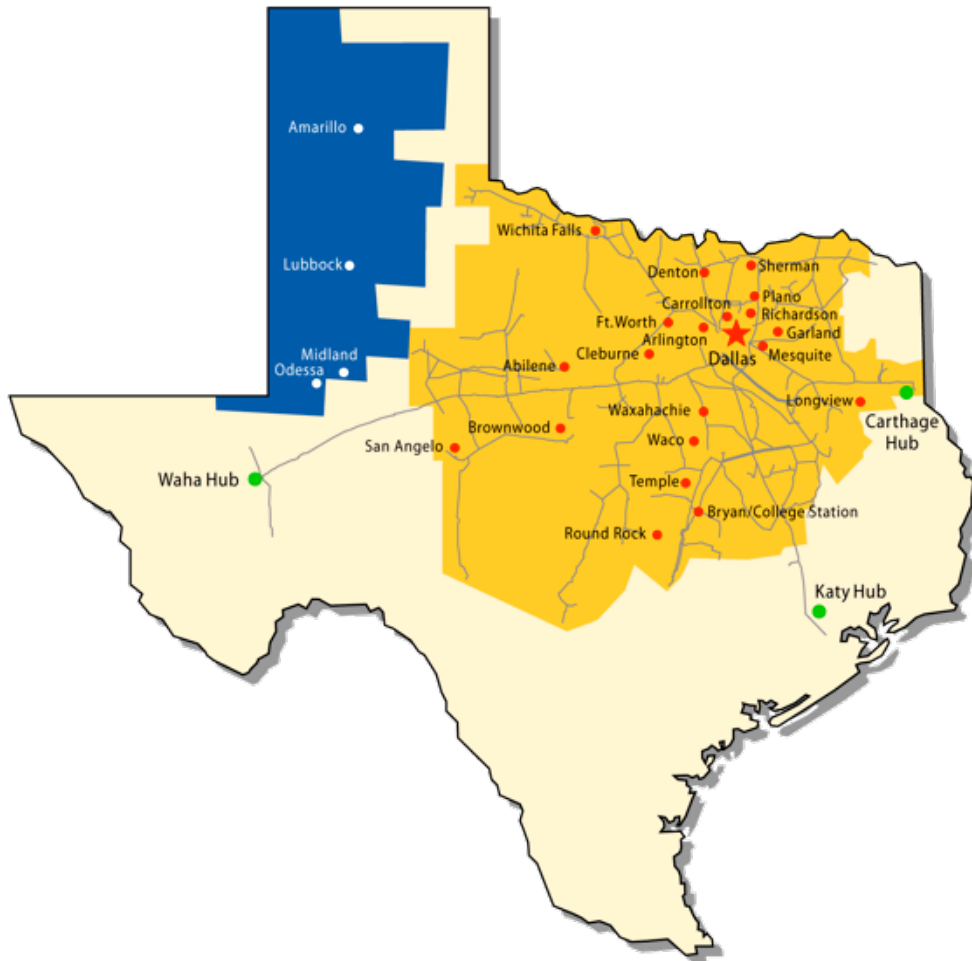 Amarillo
Wichita Falls
Lubbock
Denton
Sherman
Plano
Carrollton
Richardson
Ft.Worth
Garland
Arlington
Cleburne
Dallas
Mesquite
Midland
Odessa
Abilene
Longview
Waxahachie
Carthage
Hub
Brownwood
San Angelo
Waco
Waha Hub
Temple
Bryan/College Station
Round Rock
Katy Hub